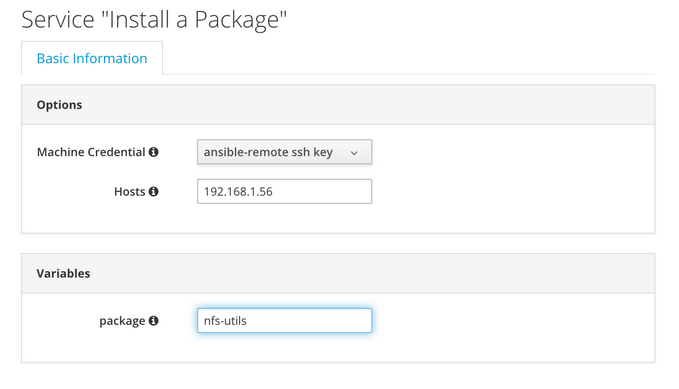 Service "Install a Package"
Basic Information
Options
Machine Credential
ansible-remote ssh key
Hosts
192.168.1.56
Variables
package
nfs-utils